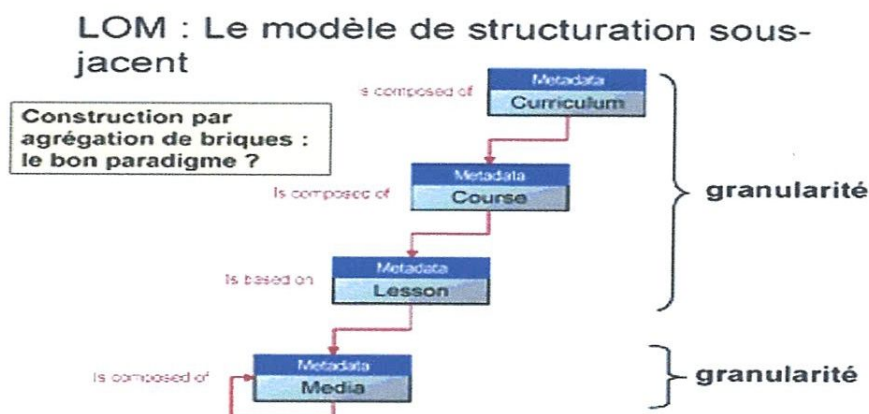 LOM : Le modèle de structuration sous-
jacent
Construction par
agrégation de briques :
le bon paradigme ?
Is composed of
Metadata
Curriculum
Is composed of
Metadata
Course
granularité
Is based on
Metadata
Lesson
Is composed of
Metadata
Media
granularité